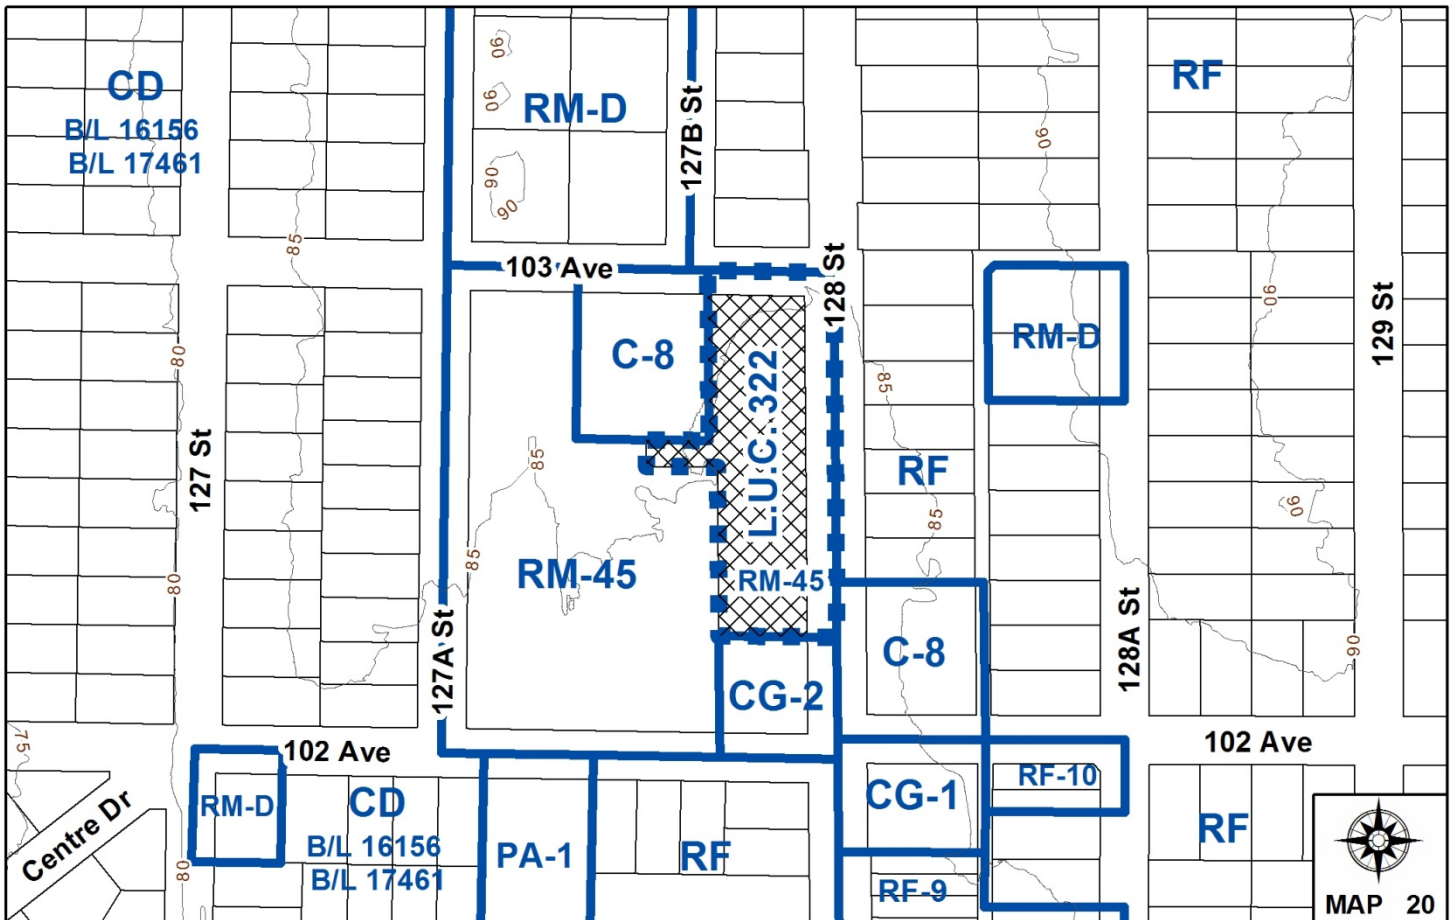 CD
B/L 16156
B/L 17461
90
90
RM-D
90
90
127B St
90
RF
85
103 Ave
128 St
90
129 St
80
C-8
L.U.C. 322
RM-D
85
127 St
85
RF
85
90
85
80
RM-45
RM-45
127A St
C-8
128A St
90
CG-2
75
102 Ave
102 Ave
RM-D
CD
B/L 16156
B/L 17461
CG-1
RF-10
Centre Dr
80
PA-1
RF
RF
RF-9
MAP 20